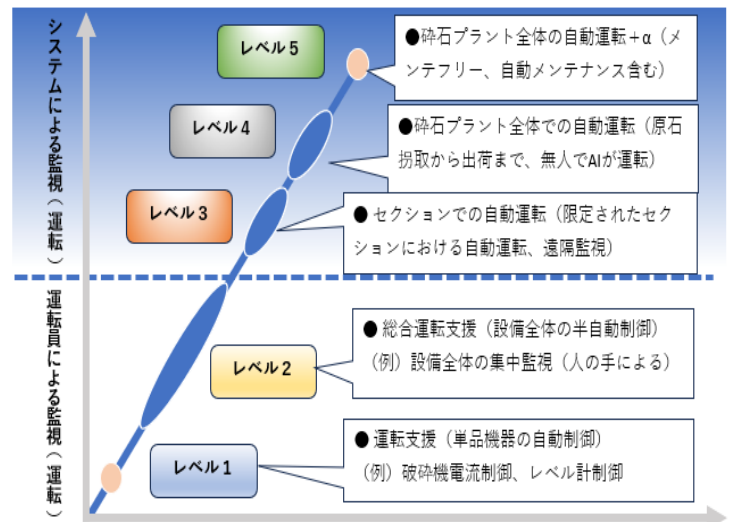 システムによる監視（運転）
レベル５
●砕石プラント全体の自動運転＋α（メ
ンテフリー、自動メンテナンス含む）
レベル４
●砕石プラント全体での自動運転（原石
拐取から出荷まで、無人でAIが運転）
レベル３
● セクションでの自動運転（限定されたセク
ションにおける自動運転、遠隔監視）
運転員による監視（運転）
レベル２
● 総合運転支援（設備全体の半自動制御）
（例）設備全体の集中監視（人の手による）
レベル１
● 運転支援（単品機器の自動制御）
（例）破砕機電流制御、レベル計制御